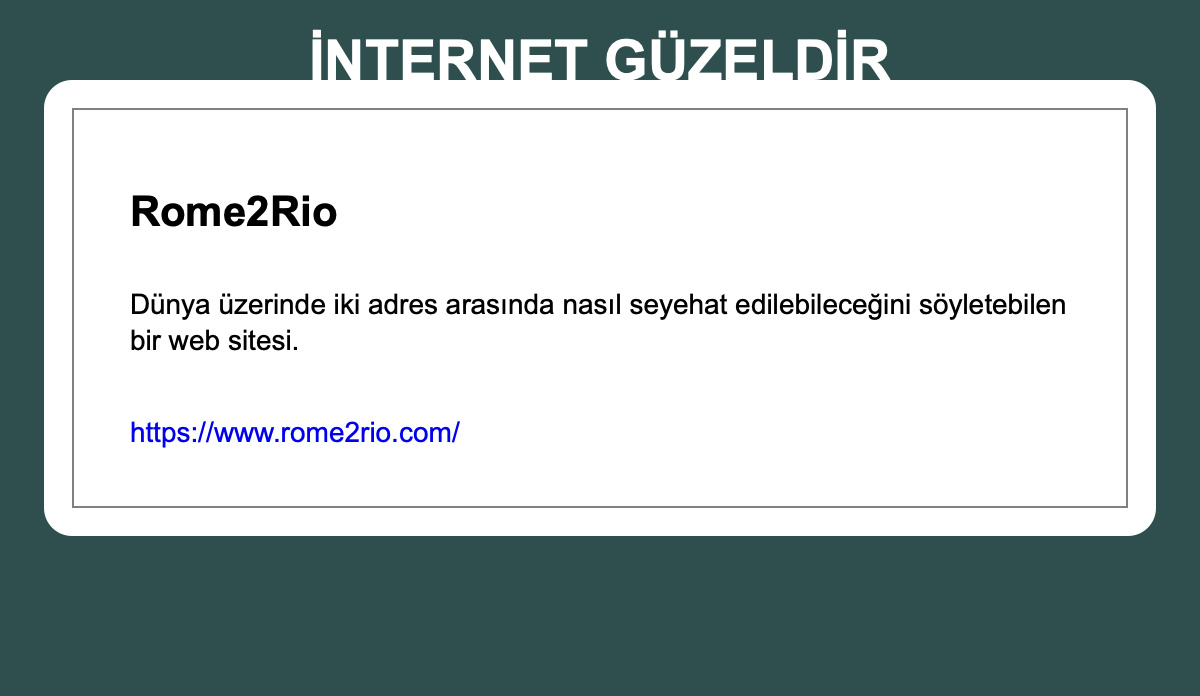 İNTERNET GÜZELDİR
Rome2Rio
Dünya üzerinde iki adres arasında nasıl seyehat edilebileceğini söyletebilen
bir web sitesi.
https://www.rome2rio.com/